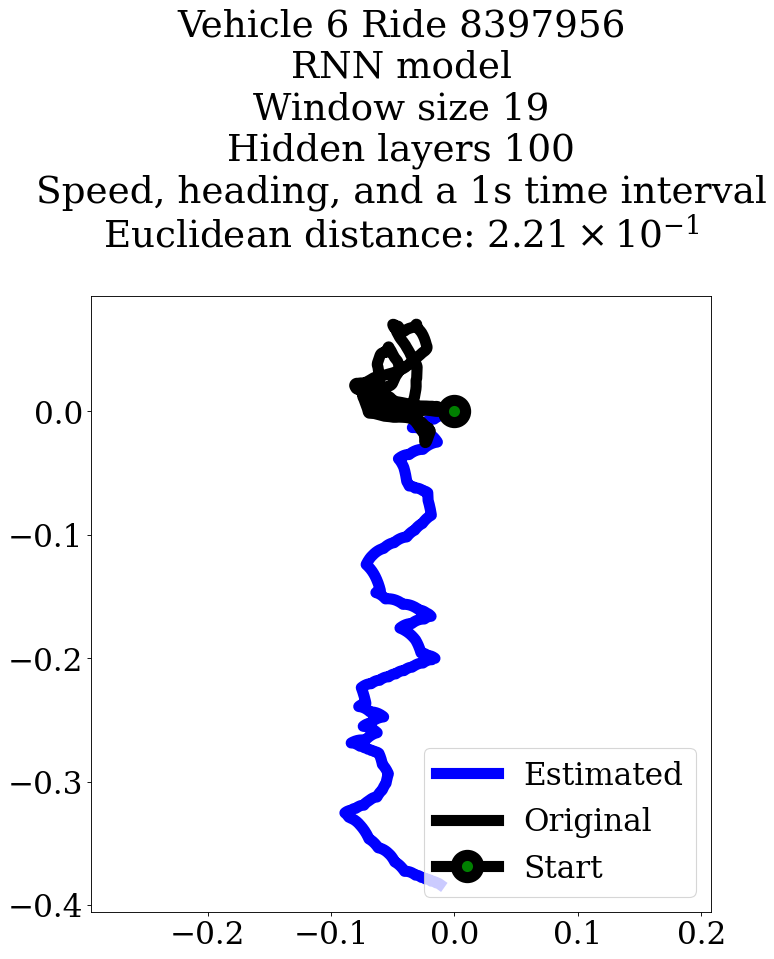 Vehicle 6 Ride 8397956
RNN model
Window size 19
Hidden layers 100
Speed, heading, and a 1s time interval
Euclidean distance: 2.21 × 10⁻¹
0.0
−0.1
−0.2
−0.3
−0.4
−0.2 −0.1 0.0 0.1 0.2
Estimated
Original
Start